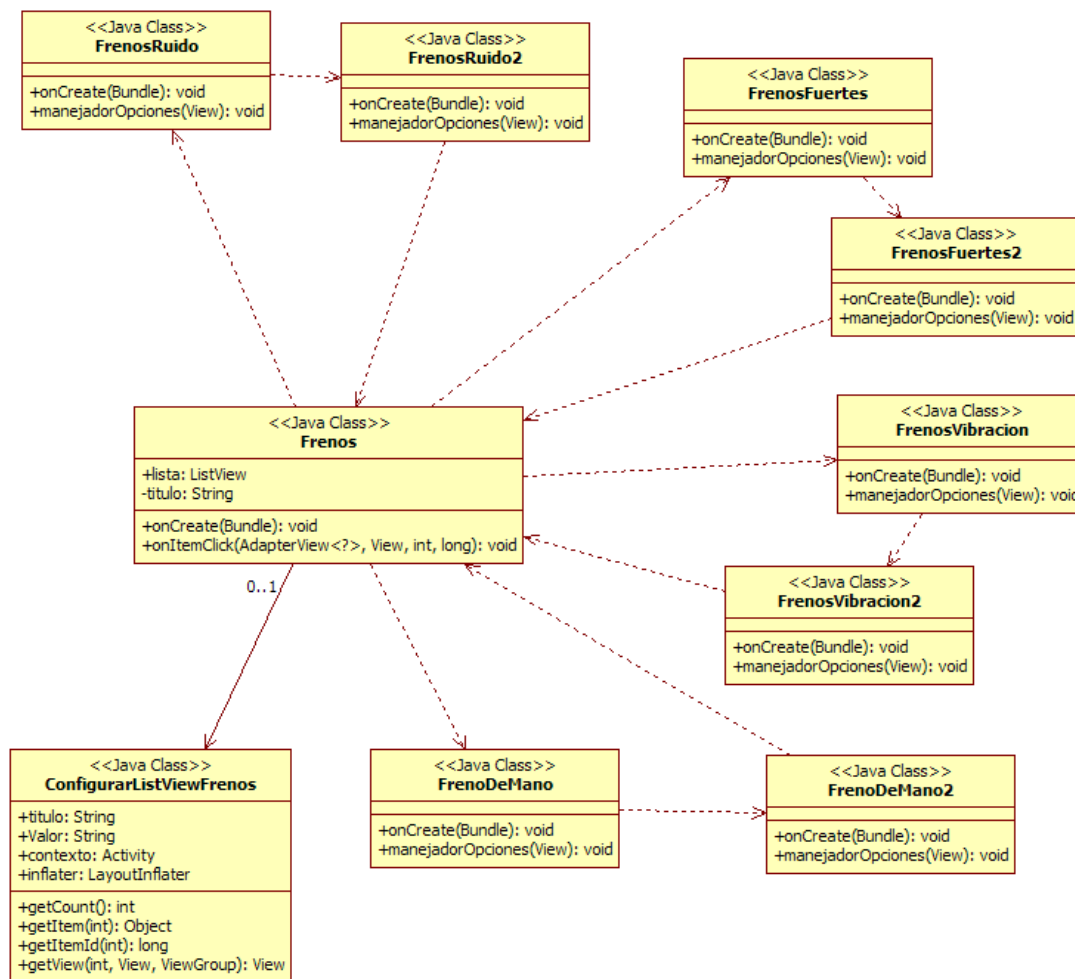 <<Java Class>>
FrenosRuido
+onCreate(Bundle): void
+manejadorOpciones(View): void
<<Java Class>>
FrenosRuido2
+onCreate(Bundle): void
+manejadorOpciones(View): void
<<Java Class>>
FrenosFuertes
+onCreate(Bundle): void
+manejadorOpciones(View): void
<<Java Class>>
FrenosFuertes2
+onCreate(Bundle): void
+manejadorOpciones(View): void
<<Java Class>>
Frenos
+lista: ListView
-titulo: String
+onCreate(Bundle): void
+onItemClick(AdapterView<?>, View, int, long): void
<<Java Class>>
FrenosVibracion
+onCreate(Bundle): void
+manejadorOpciones(View): void
<<Java Class>>
FrenosVibracion2
+onCreate(Bundle): void
+manejadorOpciones(View): void
0..1
<<Java Class>>
ConfigurarListViewFrenos
+titulo: String
+Valor: String
+contexto: Activity
+inflater: LayoutInflater
+getCount(): int
+getItem(int): Object
+getItemId(int): long
+getView(int, View, ViewGroup): View
<<Java Class>>
FrenoDeMano
+onCreate(Bundle): void
+manejadorOpciones(View): void
<<Java Class>>
FrenoDeMano2
+onCreate(Bundle): void
+manejadorOpciones(View): void